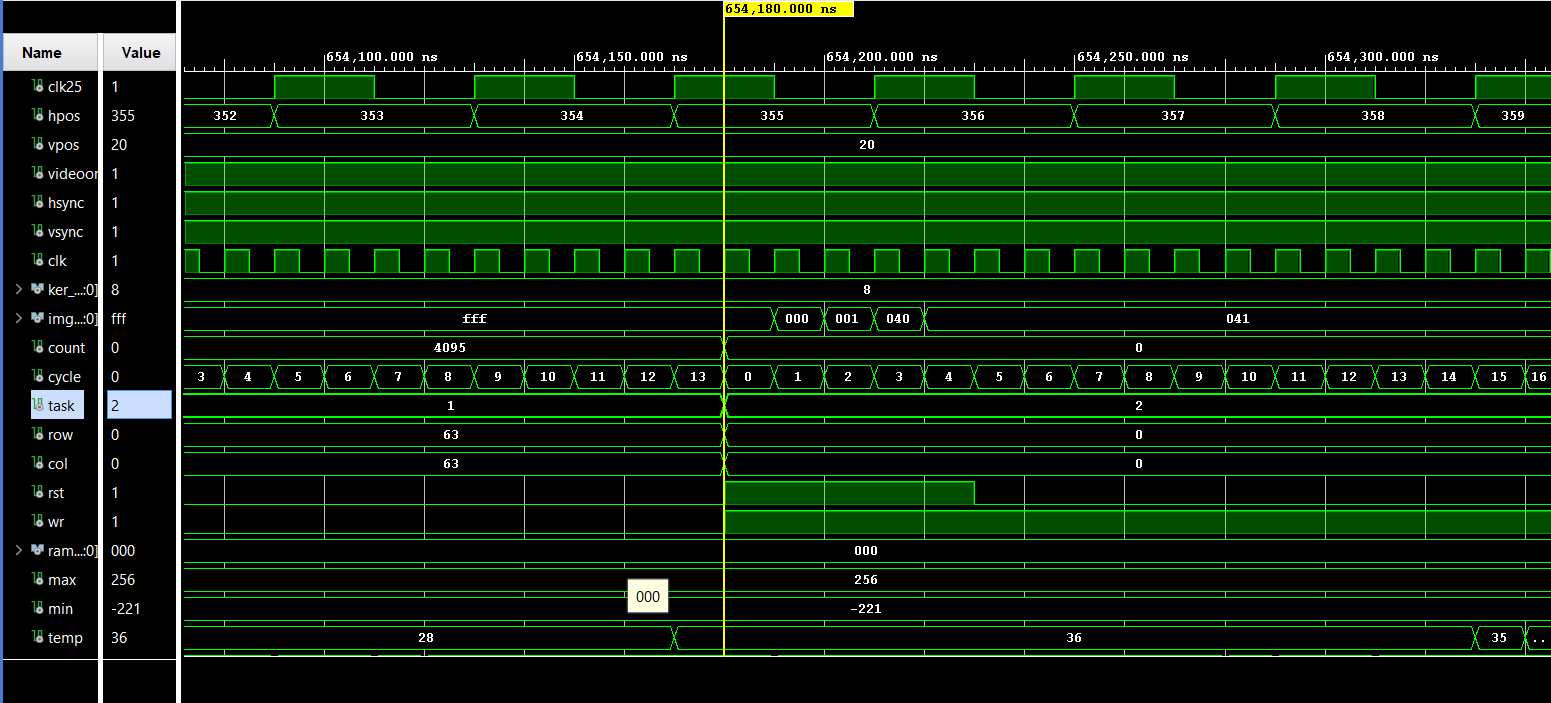 654,180.000 ns
Name Value
654,100.000 ns 654,150.000 ns 654,200.000 ns 654,250.000 ns 654,300.000 ns
clk25 1
hpos 355 352 353 354 355 356 357 358 359
vpos 20 20
videoon 1
hsync 1
vsync 1
clk 1
ker_...:0] 8 8
img...:0] fff fff 000 001 040 041
count 0 4095 0
cycle 0 3 4 5 6 7 8 9 10 11 12 13 0 1 2 3 4 5 6 7 8 9 10 11 12 13 14 15 16
task 2 1 2
row 0 63 0
col 0 63 0
rst 1
wr 1
ram...:0] 000 000
max 256 256
000
min -221 -221
temp 36 28 36 35 ..